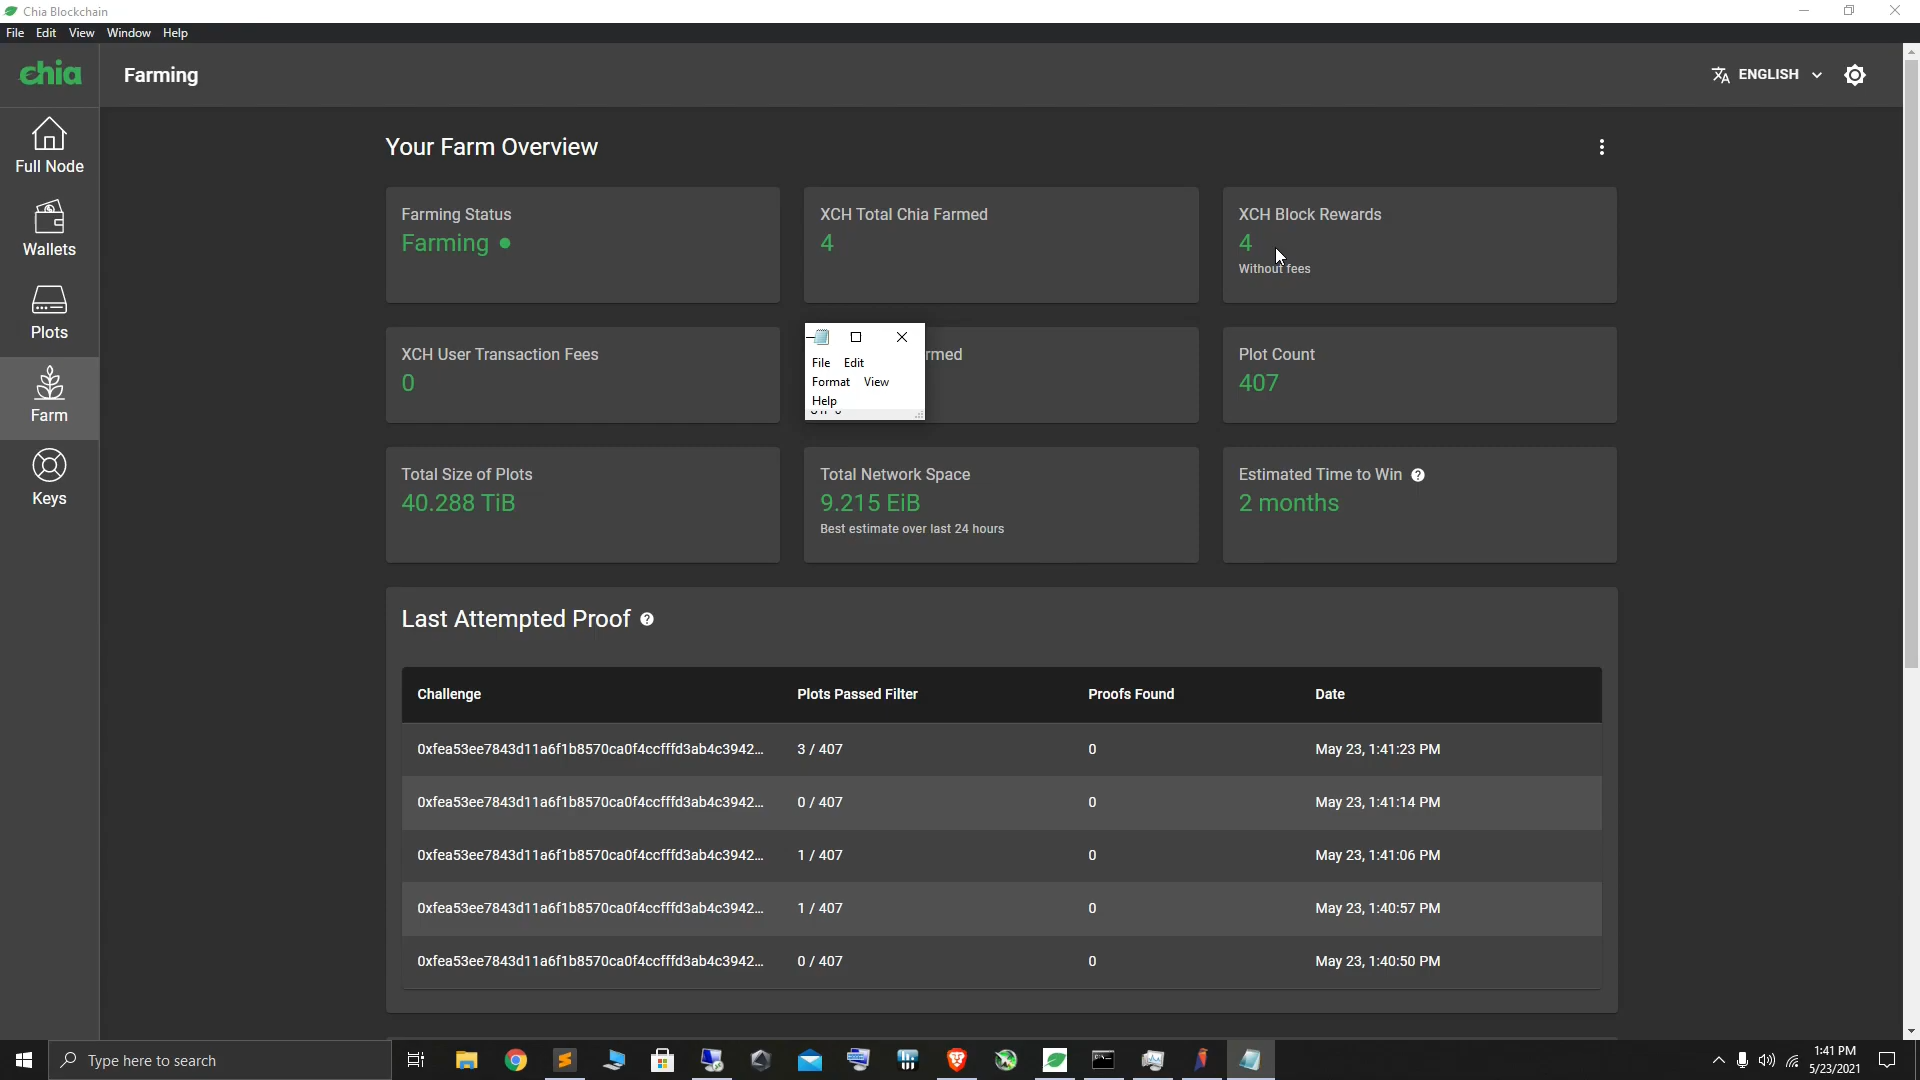 Chia Blockchain
File Edit View Window Help
chia
Farming
ENGLISH
Full Node
Wallets
Plots
Farm
Keys
Your Farm Overview
Farming Status
Farming
XCH Total Chia Farmed
4
XCH Block Rewards
4
Without fees
XCH User Transaction Fees
0
rmed
File Edit
Format View
Help
Plot Count
407
Total Size of Plots
40.288 TiB
Total Network Space
9.215 EiB
Best estimate over last 24 hours
Estimated Time to Win
2 months
Last Attempted Proof
Challenge Plots Passed Filter Proofs Found Date
0xfea53ee7843d11a6f1b8570ca0f4ccfffd3ab4c3942... 3 / 407 0 May 23, 1:41:23 PM
0xfea53ee7843d11a6f1b8570ca0f4ccfffd3ab4c3942... 0 / 407 0 May 23, 1:41:14 PM
0xfea53ee7843d11a6f1b8570ca0f4ccfffd3ab4c3942... 1 / 407 0 May 23, 1:41:06 PM
0xfea53ee7843d11a6f1b8570ca0f4ccfffd3ab4c3942... 1 / 407 0 May 23, 1:40:57 PM
0xfea53ee7843d11a6f1b8570ca0f4ccfffd3ab4c3942... 0 / 407 0 May 23, 1:40:50 PM
Type here to search
1:41 PM
5/23/2021